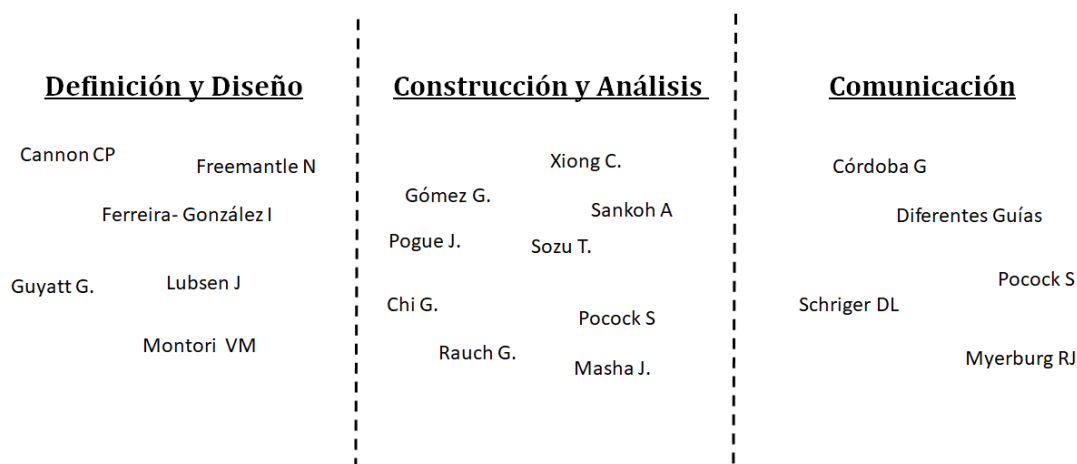 Definición y Diseño
Cannon CP
Freemantle N
Ferreira- González I
Guyatt G.
Lubsen J
Montori VM
Construcción y Análisis
Xiong C.
Gómez G.
Sankoh A
Pogue J.
Sozu T.
Chi G.
Pocock S
Rauch G.
Masha J.
Comunicación
Córdoba G
Diferentes Guías
Pocock S
Schriger DL
Myerburg RJ